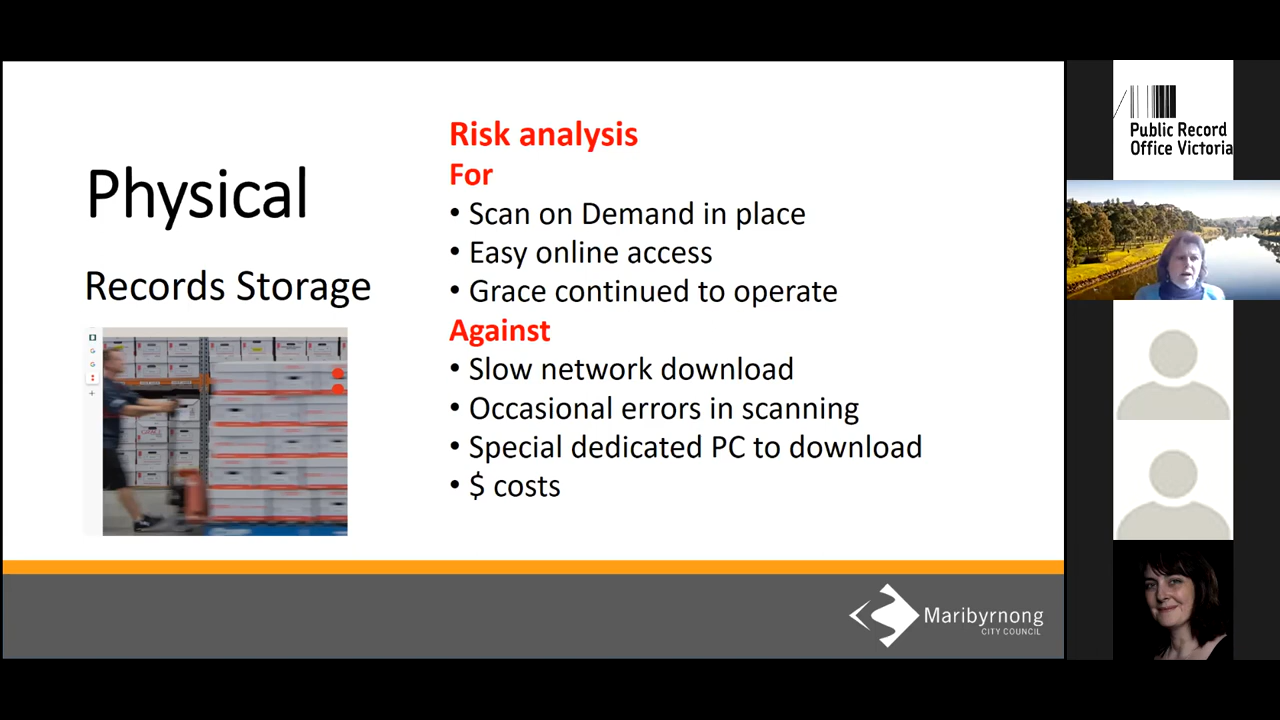 Physical
Records Storage
Risk analysis
For
• Scan on Demand in place
• Easy online access
• Grace continued to operate
Against
• Slow network download
• Occasional errors in scanning
• Special dedicated PC to download
• $ costs
Maribyrnong
CITY COUNCIL
Public Record
Office Victoria